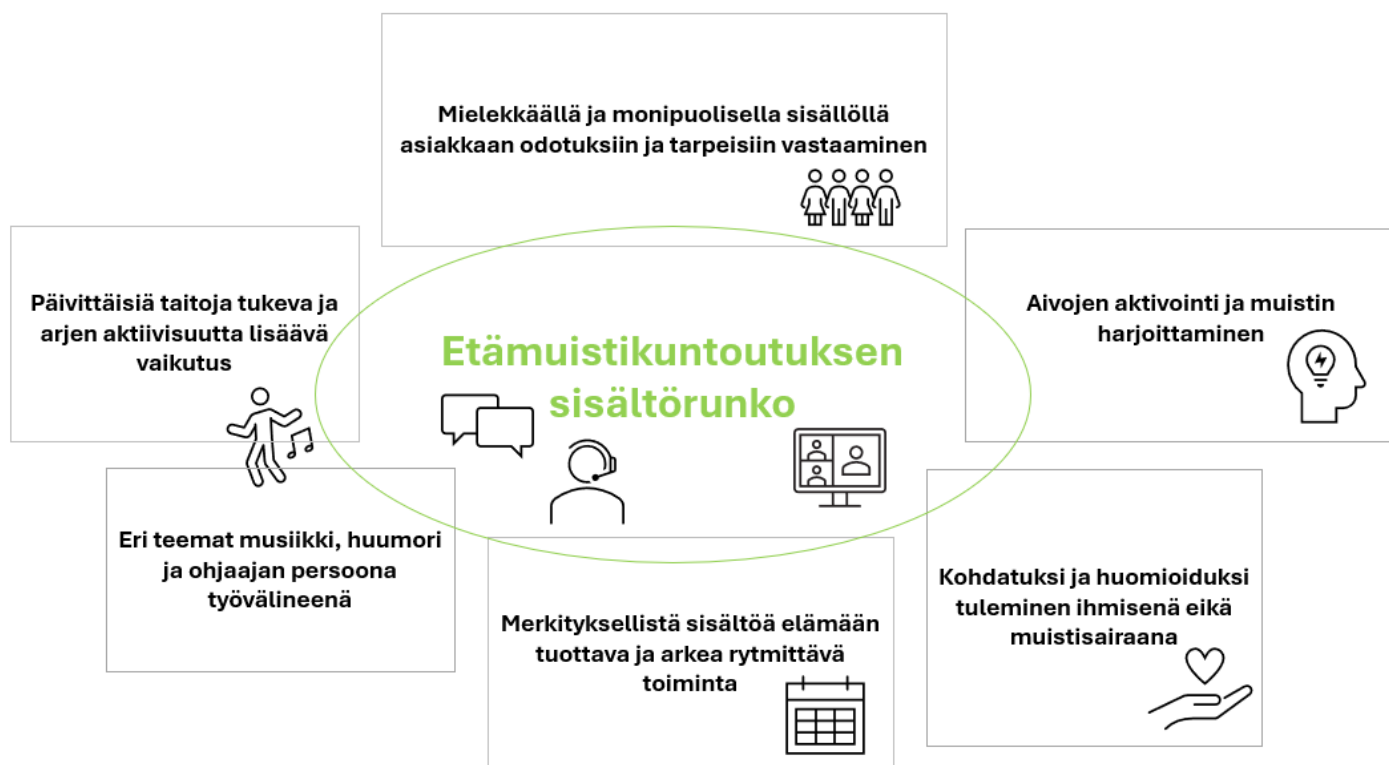 Mielekkäällä ja monipuolisella sisällöllä
asiakkaan odotuksiin ja tarpeisiin vastaaminen
Päivittäisiä taitoja tukeva ja
arjen aktiivisuutta lisäävä
vaikutus
Aivojen aktivointi ja muistin
harjoittaminen
Etämuistikuntoutuksen
sisältörunko
Eri teemat musiikki, huumori
ja ohjaajan persoona
työvälineenä
Merkityksellistä sisältöä elämään
tuottava ja arkea rytmittävä
toiminta
Kohdatuksi ja huomioiduksi
tuleminen ihmisenä eikä
muistisairaana